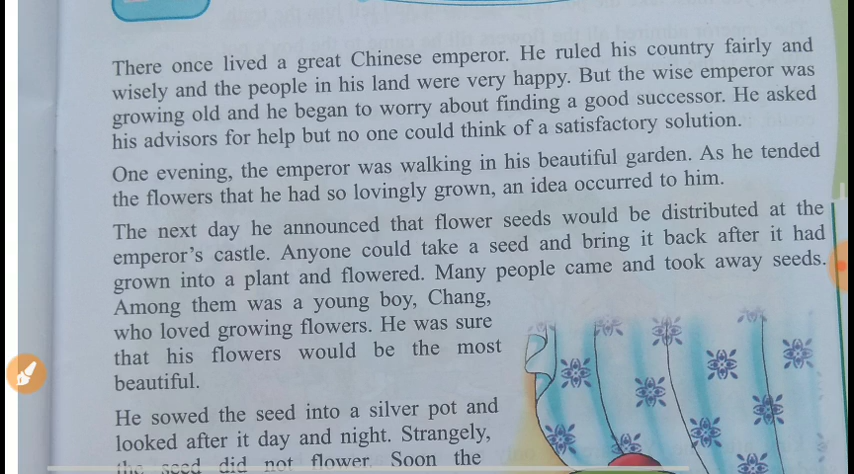 There once lived a great Chinese emperor. He ruled his country fairly and
wisely and the people in his land were very happy. But the wise emperor was
growing old and he began to worry about finding a good successor. He asked
his advisors for help but no one could think of a satisfactory solution.
One evening, the emperor was walking in his beautiful garden. As he tended
the flowers that he had so lovingly grown, an idea occurred to him.
The next day he announced that flower seeds would be distributed at the
emperor's castle. Anyone could take a seed and bring it back after it had
grown into a plant and flowered. Many people came and took away seeds.
Among them was a young boy, Chang,
who loved growing flowers. He was sure
that his flowers would be the most
beautiful.
He sowed the seed into a silver pot and
looked after it day and night. Strangely,
the seed did not flower. Soon the